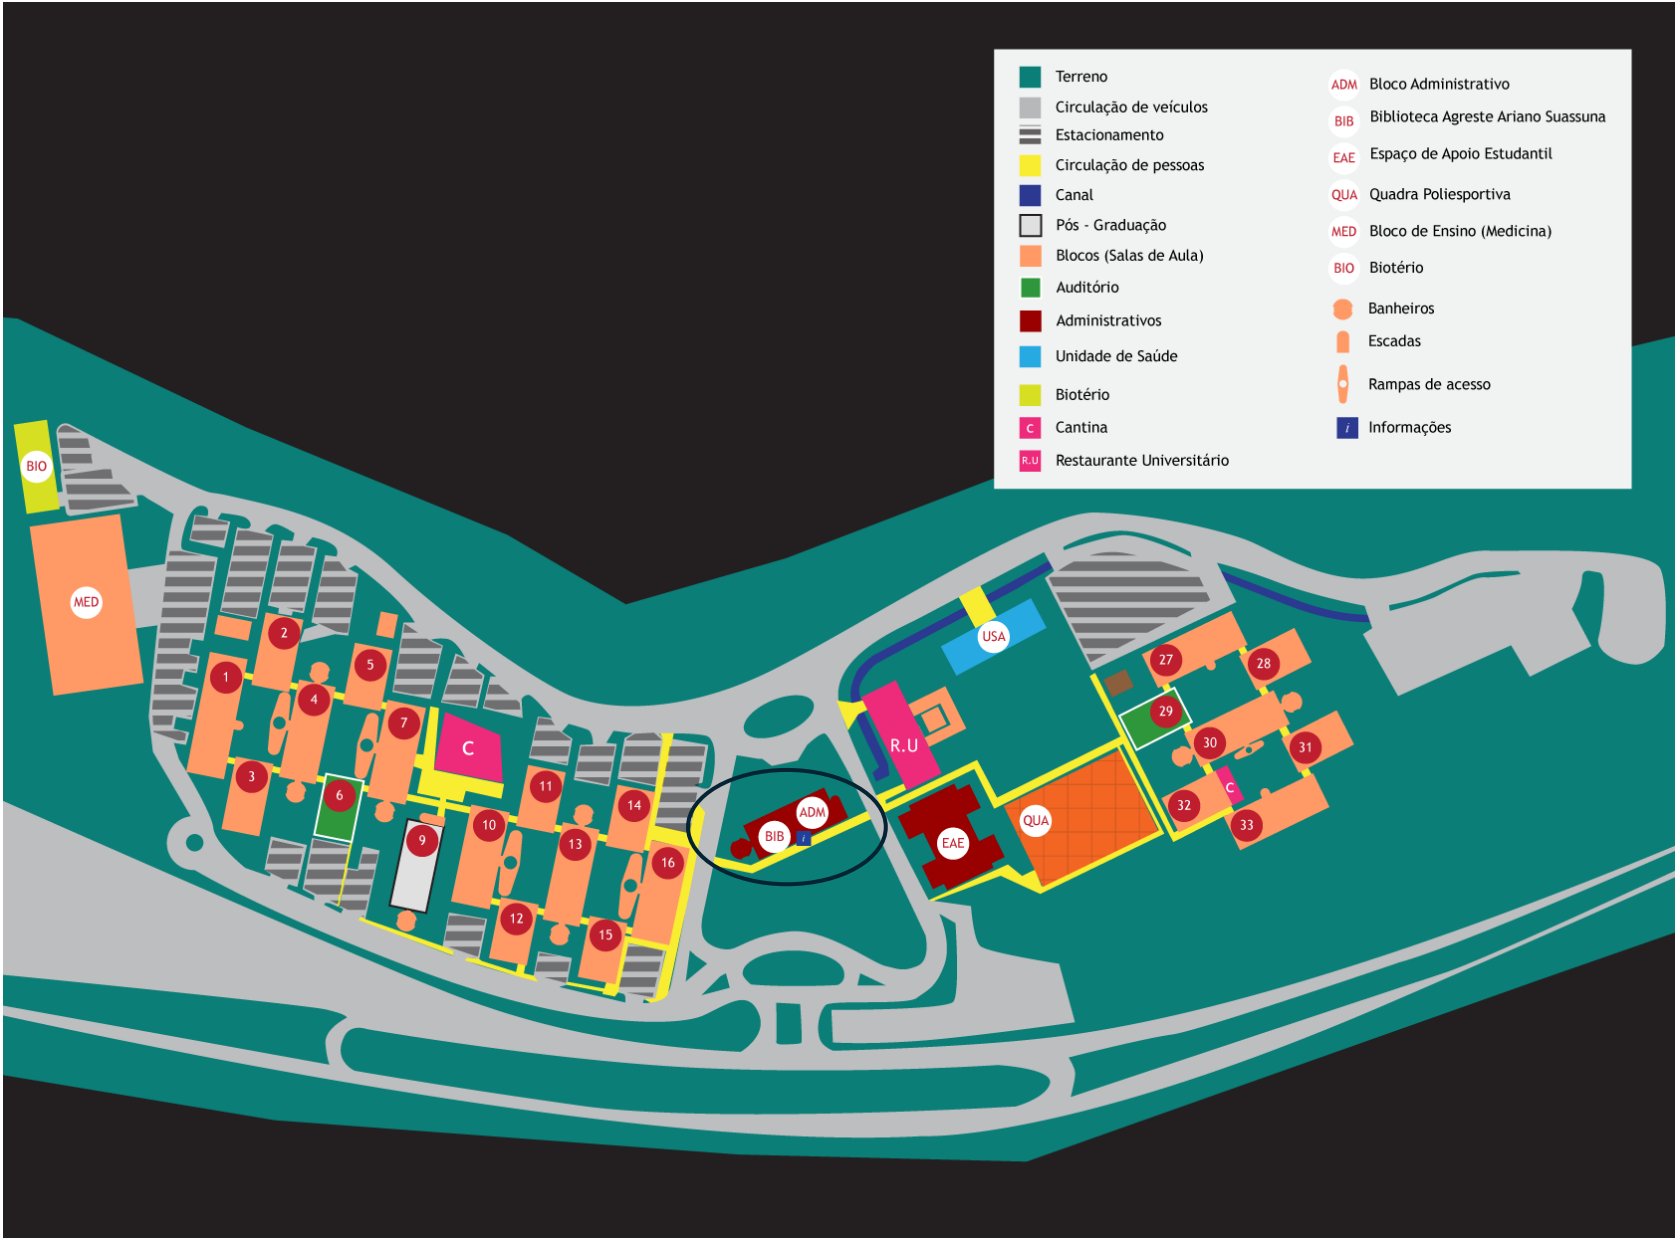 Terreno
Circulação de veículos
Estacionamento
Circulação de pessoas
Canal
Pós - Graduação
Blocos (Salas de Aula)
Auditório
Administrativos
Unidade de Saúde
Biotério
C Cantina
R.U Restaurante Universitário
ADM Bloco Administrativo
BIB Biblioteca Agreste Ariano Suassuna
EAE Espaço de Apoio Estudantil
QUA Quadra Poliesportiva
MED Bloco de Ensino (Medicina)
BIO Biotério
Banheiros
Escadas
Rampas de acesso
i Informações
BIO
MED
1
2
3
4
5
6
7
C
9
10
11
12
13
14
15
16
BIB
ADM
i
R.U
USA
EAE
QUA
27
28
29
30
31
32
C
33